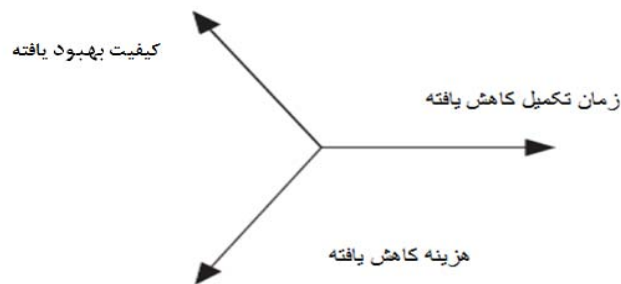 کیفیت بهبود یافته
زمان تکمیل کاهش یافته
هزینه کاهش یافته